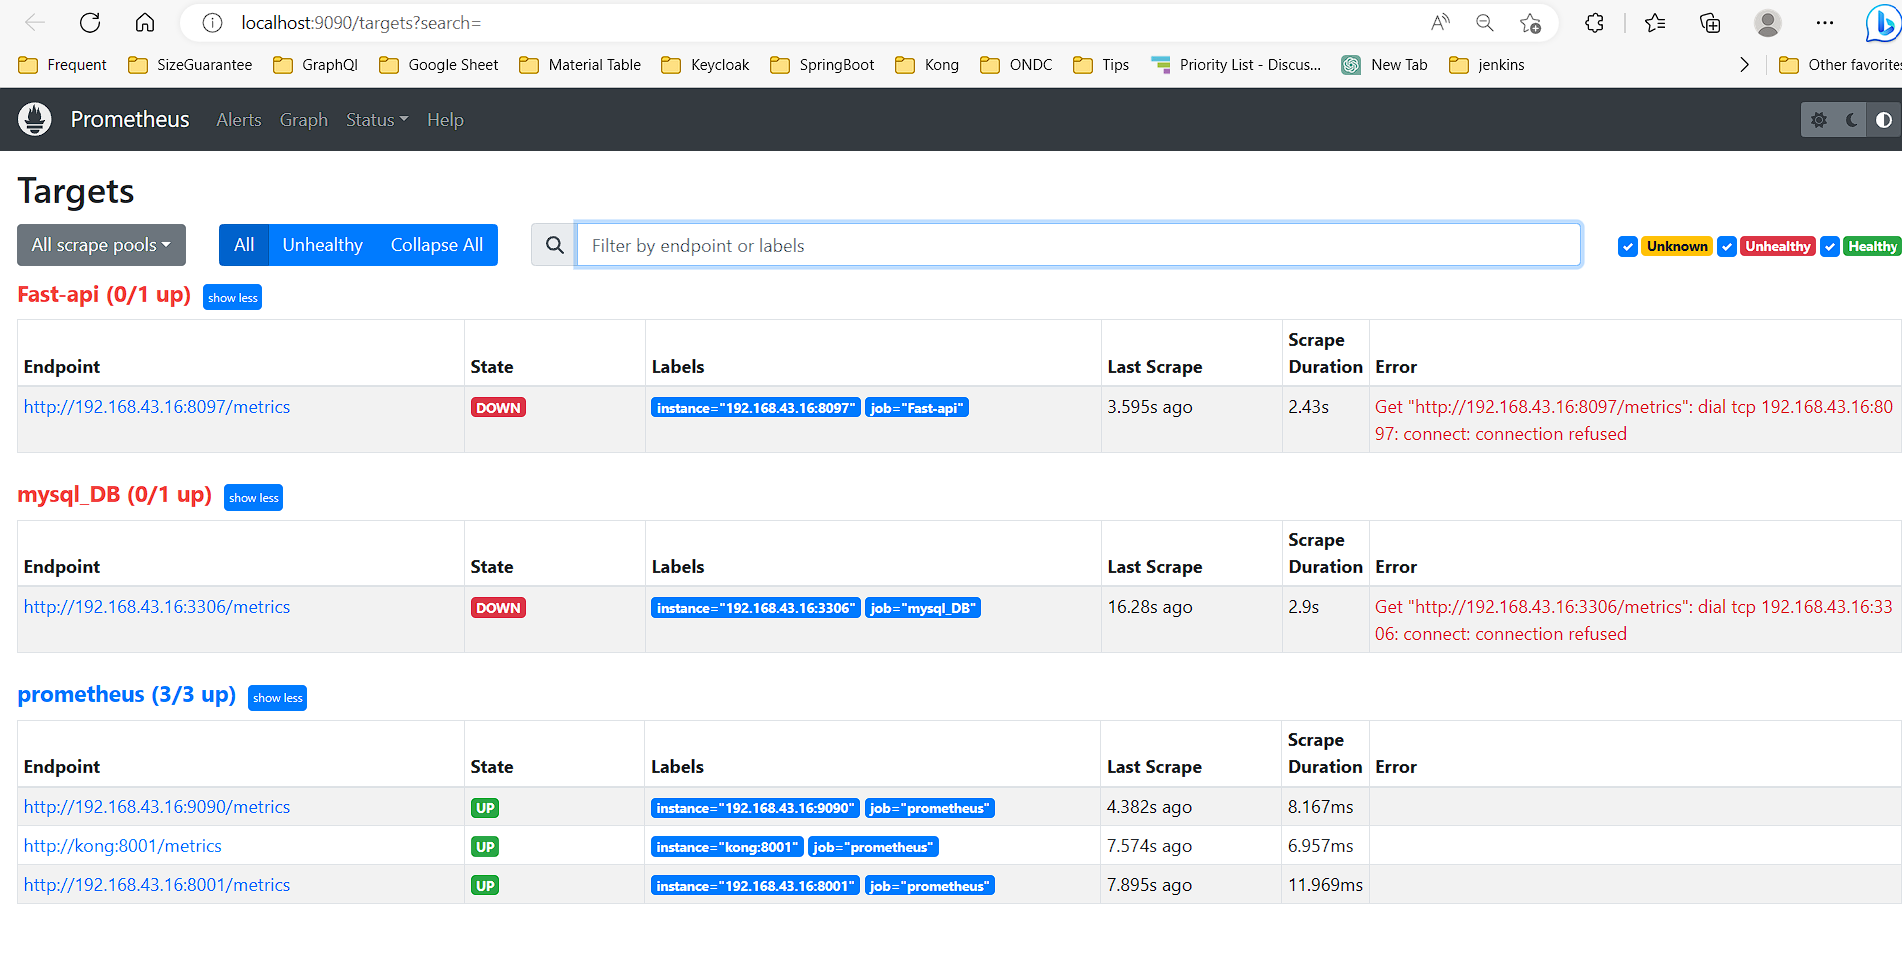 localhost:9090/targets?search=
Frequent SizeGuarantee GraphQl Google Sheet Material Table Keycloak SpringBoot Kong ONDC Tips Priority List - Discus... New Tab jenkins Other favorites
Prometheus Alerts Graph Status Help
Targets
All scrape pools All Unhealthy Collapse All Filter by endpoint or labels Unknown Unhealthy Healthy
Fast-api (0/1 up) show less
Endpoint State Labels Last Scrape Scrape Duration Error
http://192.168.43.16:8097/metrics DOWN instance="192.168.43.16:8097" job="Fast-api" 3.595s ago 2.43s Get "http://192.168.43.16:8097/metrics": dial tcp 192.168.43.16:80
97: connect: connection refused
mysql_DB (0/1 up) show less
Endpoint State Labels Last Scrape Scrape Duration Error
http://192.168.43.16:3306/metrics DOWN instance="192.168.43.16:3306" job="mysql_DB" 16.28s ago 2.9s Get "http://192.168.43.16:3306/metrics": dial tcp 192.168.43.16:33
06: connect: connection refused
prometheus (3/3 up) show less
Endpoint State Labels Last Scrape Scrape Duration Error
http://192.168.43.16:9090/metrics UP instance="192.168.43.16:9090" job="prometheus" 4.382s ago 8.167ms
http://kong:8001/metrics UP instance="kong:8001" job="prometheus" 7.574s ago 6.957ms
http://192.168.43.16:8001/metrics UP instance="192.168.43.16:8001" job="prometheus" 7.895s ago 11.969ms